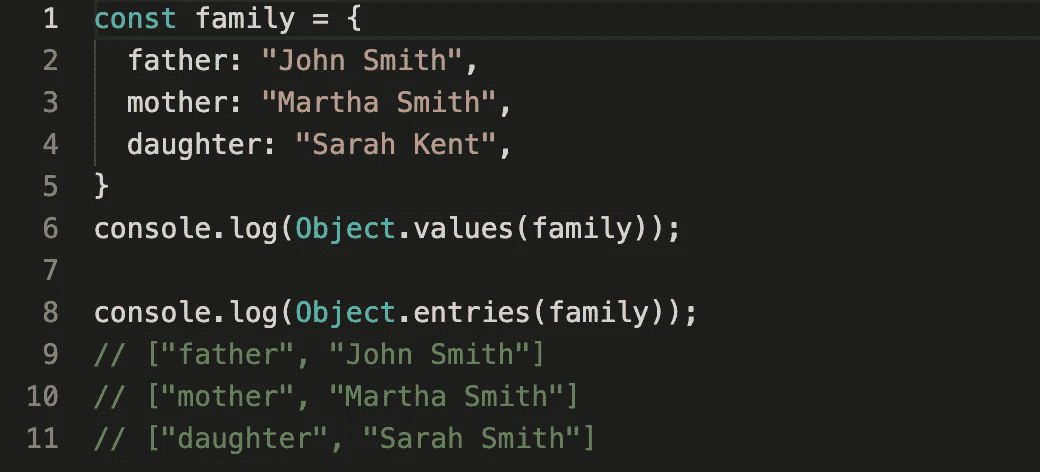 1 const family = {
2 father: "John Smith",
3 mother: "Martha Smith",
4 daughter: "Sarah Kent",
5 }
6 console.log(Object.values(family));
7
8 console.log(Object.entries(family));
9 // ["father", "John Smith"]
10 // ["mother", "Martha Smith"]
11 // ["daughter", "Sarah Smith"]